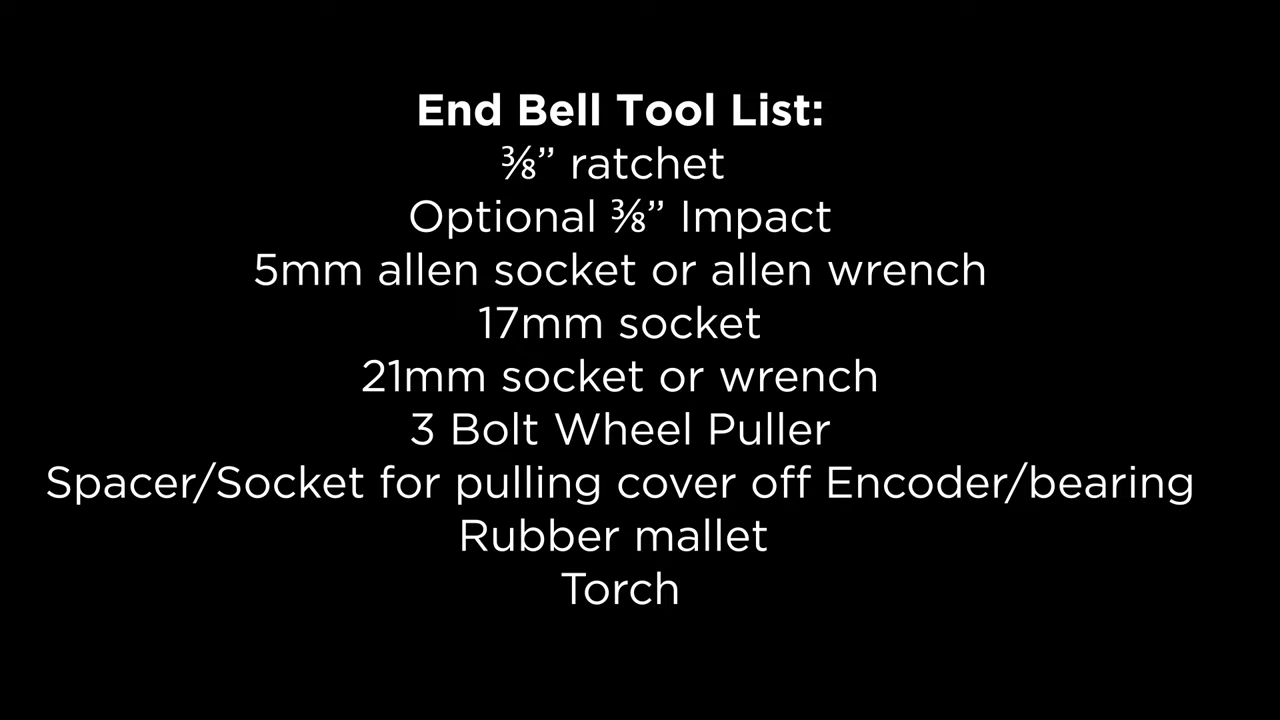 End Bell Tool List:
⅜” ratchet
Optional ⅜” Impact
5mm allen socket or allen wrench
17mm socket
21mm socket or wrench
3 Bolt Wheel Puller
Spacer/Socket for pulling cover off Encoder/bearing
Rubber mallet
Torch